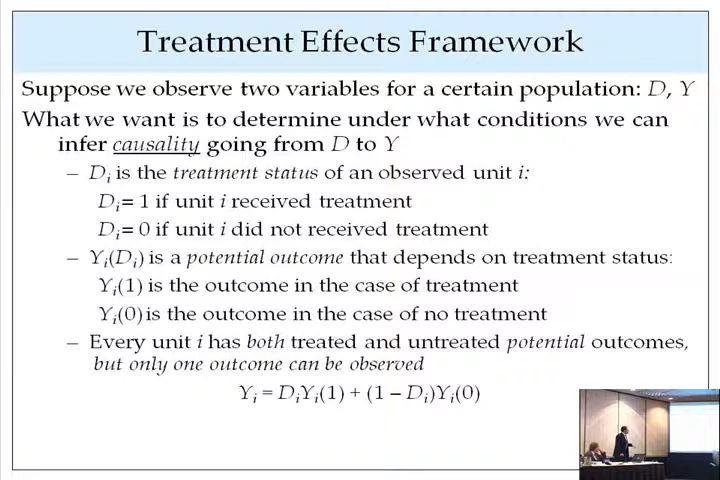 Treatment Effects Framework
Suppose we observe two variables for a certain population: D, Y
What we want is to determine under what conditions we can
infer causality going from D to Y
– Dᵢ is the treatment status of an observed unit i:
Dᵢ = 1 if unit i received treatment
Dᵢ = 0 if unit i did not received treatment
– Yᵢ(Dᵢ) is a potential outcome that depends on treatment status:
Yᵢ(1) is the outcome in the case of treatment
Yᵢ(0) is the outcome in the case of no treatment
– Every unit i has both treated and untreated potential outcomes,
but only one outcome can be observed
Yᵢ = DᵢYᵢ(1) + (1 – Dᵢ)Yᵢ(0)